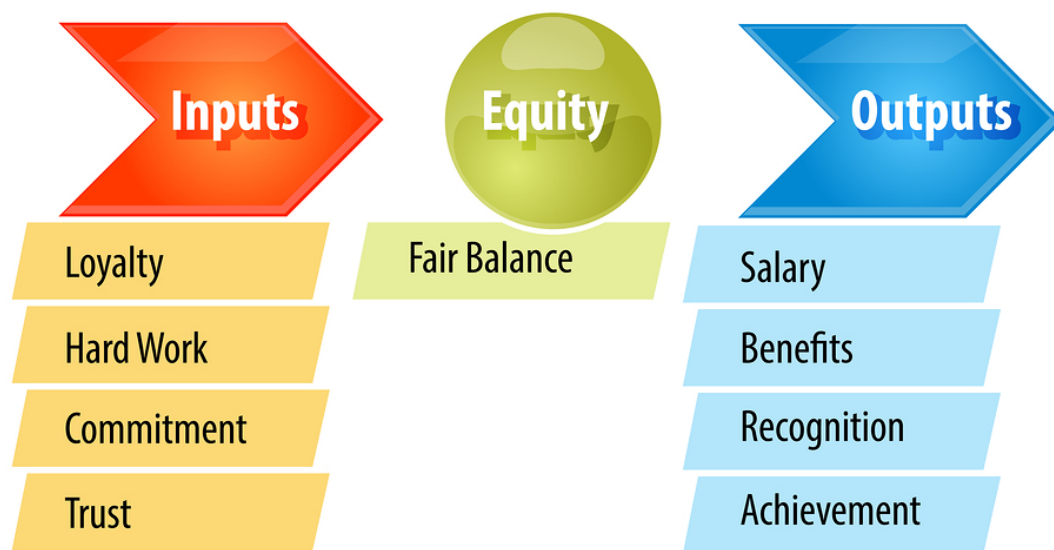 Inputs
Loyalty
Hard Work
Commitment
Trust
Equity
Fair Balance
Outputs
Salary
Benefits
Recognition
Achievement